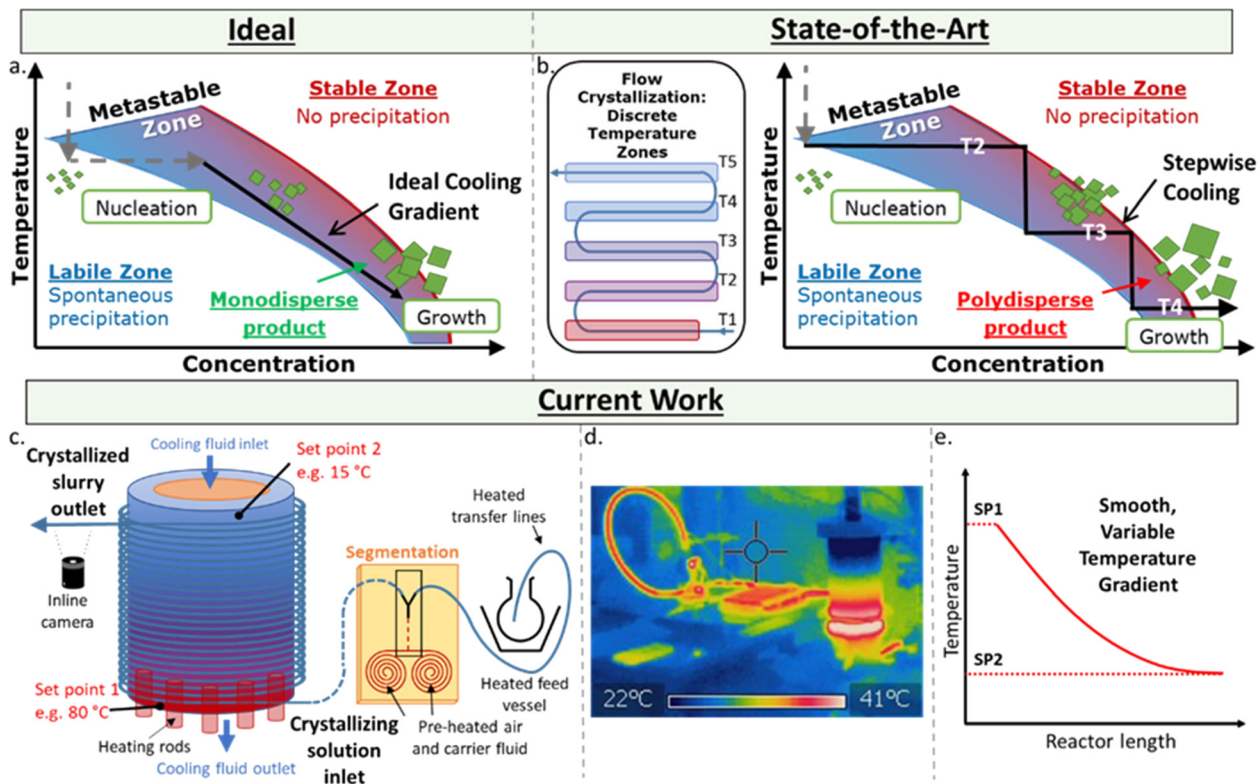 Ideal
State-of-the-Art
a.
Temperature
Metastable
Zone
Stable Zone
No precipitation
Nucleation
Ideal Cooling
Gradient
Labile Zone
Spontaneous
precipitation
Monodisperse
product
Growth
Concentration
b.
Flow
Crystallization:
Discrete
Temperature
Zones
T5
T4
T3
T2
T1
Temperature
Metastable
Zone
Stable Zone
No precipitation
T2
Stepwise
Cooling
Nucleation
T3
Labile Zone
Spontaneous
precipitation
Polydisperse
product
T4
Growth
Concentration
Current Work
c.
Cooling fluid inlet
Set point 2
e.g. 15 °C
Crystallized
slurry
outlet
Inline
camera
Heated
transfer lines
Segmentation
Set point 1
e.g. 80 °C
Heating rods
Cooling fluid outlet
Crystallizing
solution
inlet
Pre-heated air
and carrier fluid
Heated feed
vessel
d.
22°C
41°C
e.
Temperature
SP1
SP2
Smooth,
Variable
Temperature
Gradient
Reactor length